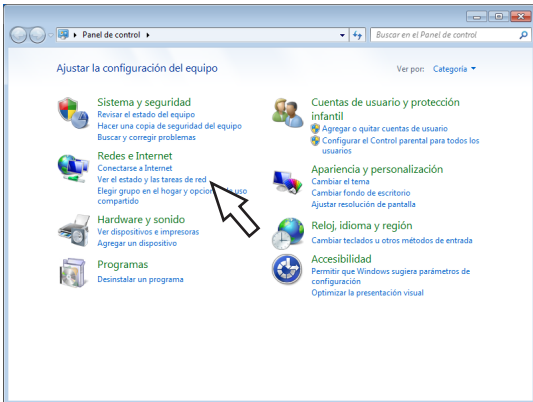 Panel de control
Buscar en el Panel de control
Ajustar la configuración del equipo
Ver por: Categoría
Sistema y seguridad
Revisar el estado del equipo
Hacer una copia de seguridad del equipo
Buscar y corregir problemas
Redes e Internet
Conectarse a Internet
Ver el estado y las tareas de red
Elegir grupo en el hogar y uso
compartido
Hardware y sonido
Ver dispositivos e impresoras
Agregar un dispositivo
Programas
Desinstalar un programa
Cuentas de usuario y protección
infantil
Agregar o quitar cuentas de usuario
Configurar el Control parental para todos los
usuarios
Apariencia y personalización
Cambiar el tema
Cambiar fondo de escritorio
Ajustar resolución de pantalla
Reloj, idioma y región
Cambiar teclados u otros métodos de entrada
Accesibilidad
Permitir que Windows sugiera parámetros de
configuración
Optimizar la presentación visual